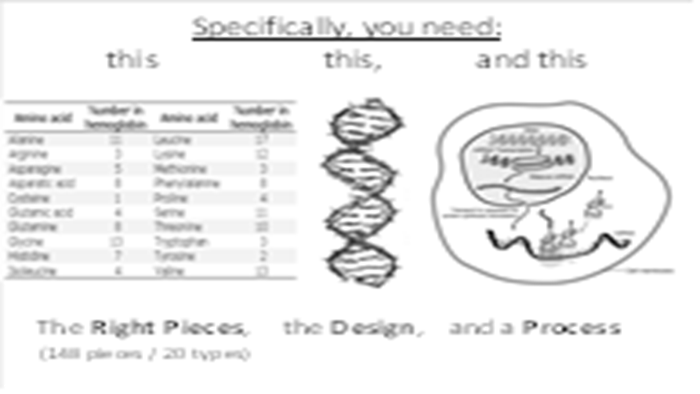 Specifically, you need:
this this, and this
Amino acid Number in hemoglobin Amino acid Number in hemoglobin
Alanine 11 Leucine 17
Arginine 3 Lysine 12
Asparagine 5 Methionine 3
Aspartic acid 8 Phenylalanine 8
Cysteine 1 Proline 4
Glutamic acid 4 Serine 11
Glutamine 8 Threonine 10
Glycine 13 Tryptophan 3
Histidine 7 Tyrosine 2
Isoleucine 4 Valine 13
The Right Pieces, the Design, and a Process
(148 pieces / 20 types)